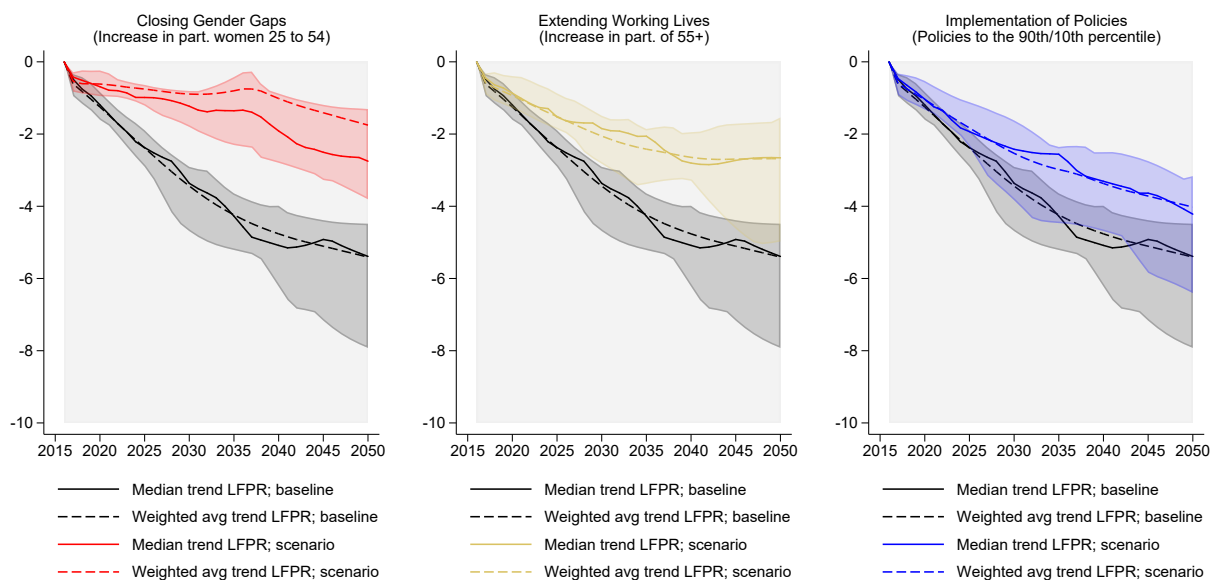 Closing Gender Gaps
(Increase in part. women 25 to 54)
0
-2
-4
-6
-8
-10
2015 2020 2025 2030 2035 2040 2045 2050
Median trend LFPR; baseline
Weighted avg trend LFPR; baseline
Median trend LFPR; scenario
Weighted avg trend LFPR; scenario
Extending Working Lives
(Increase in part. of 55+)
0
-2
-4
-6
-8
-10
2015 2020 2025 2030 2035 2040 2045 2050
Median trend LFPR; baseline
Weighted avg trend LFPR; baseline
Median trend LFPR; scenario
Weighted avg trend LFPR; scenario
Implementation of Policies
(Policies to the 90th/10th percentile)
0
-2
-4
-6
-8
-10
2015 2020 2025 2030 2035 2040 2045 2050
Median trend LFPR; baseline
Weighted avg trend LFPR; baseline
Median trend LFPR; scenario
Weighted avg trend LFPR; scenario